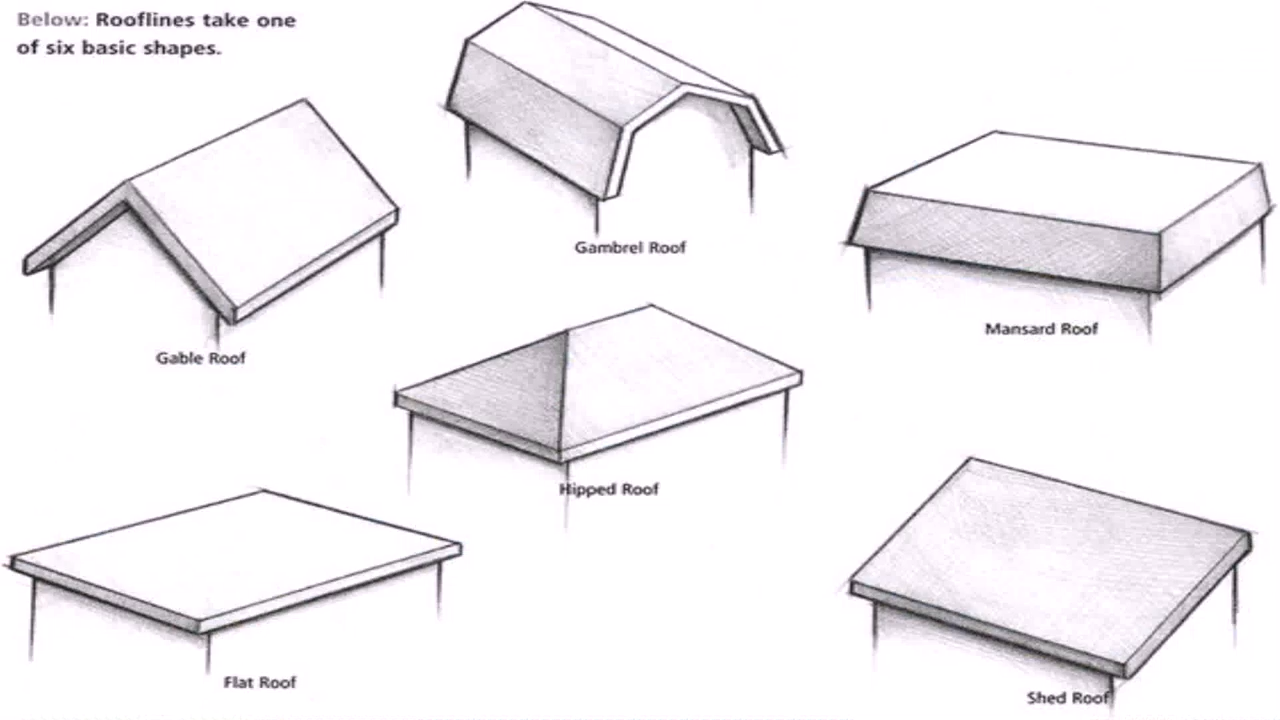 Below: Rooflines take one
of six basic shapes.
Gambrel Roof
Mansard Roof
Gable Roof
Hipped Roof
Flat Roof
Shed Roof